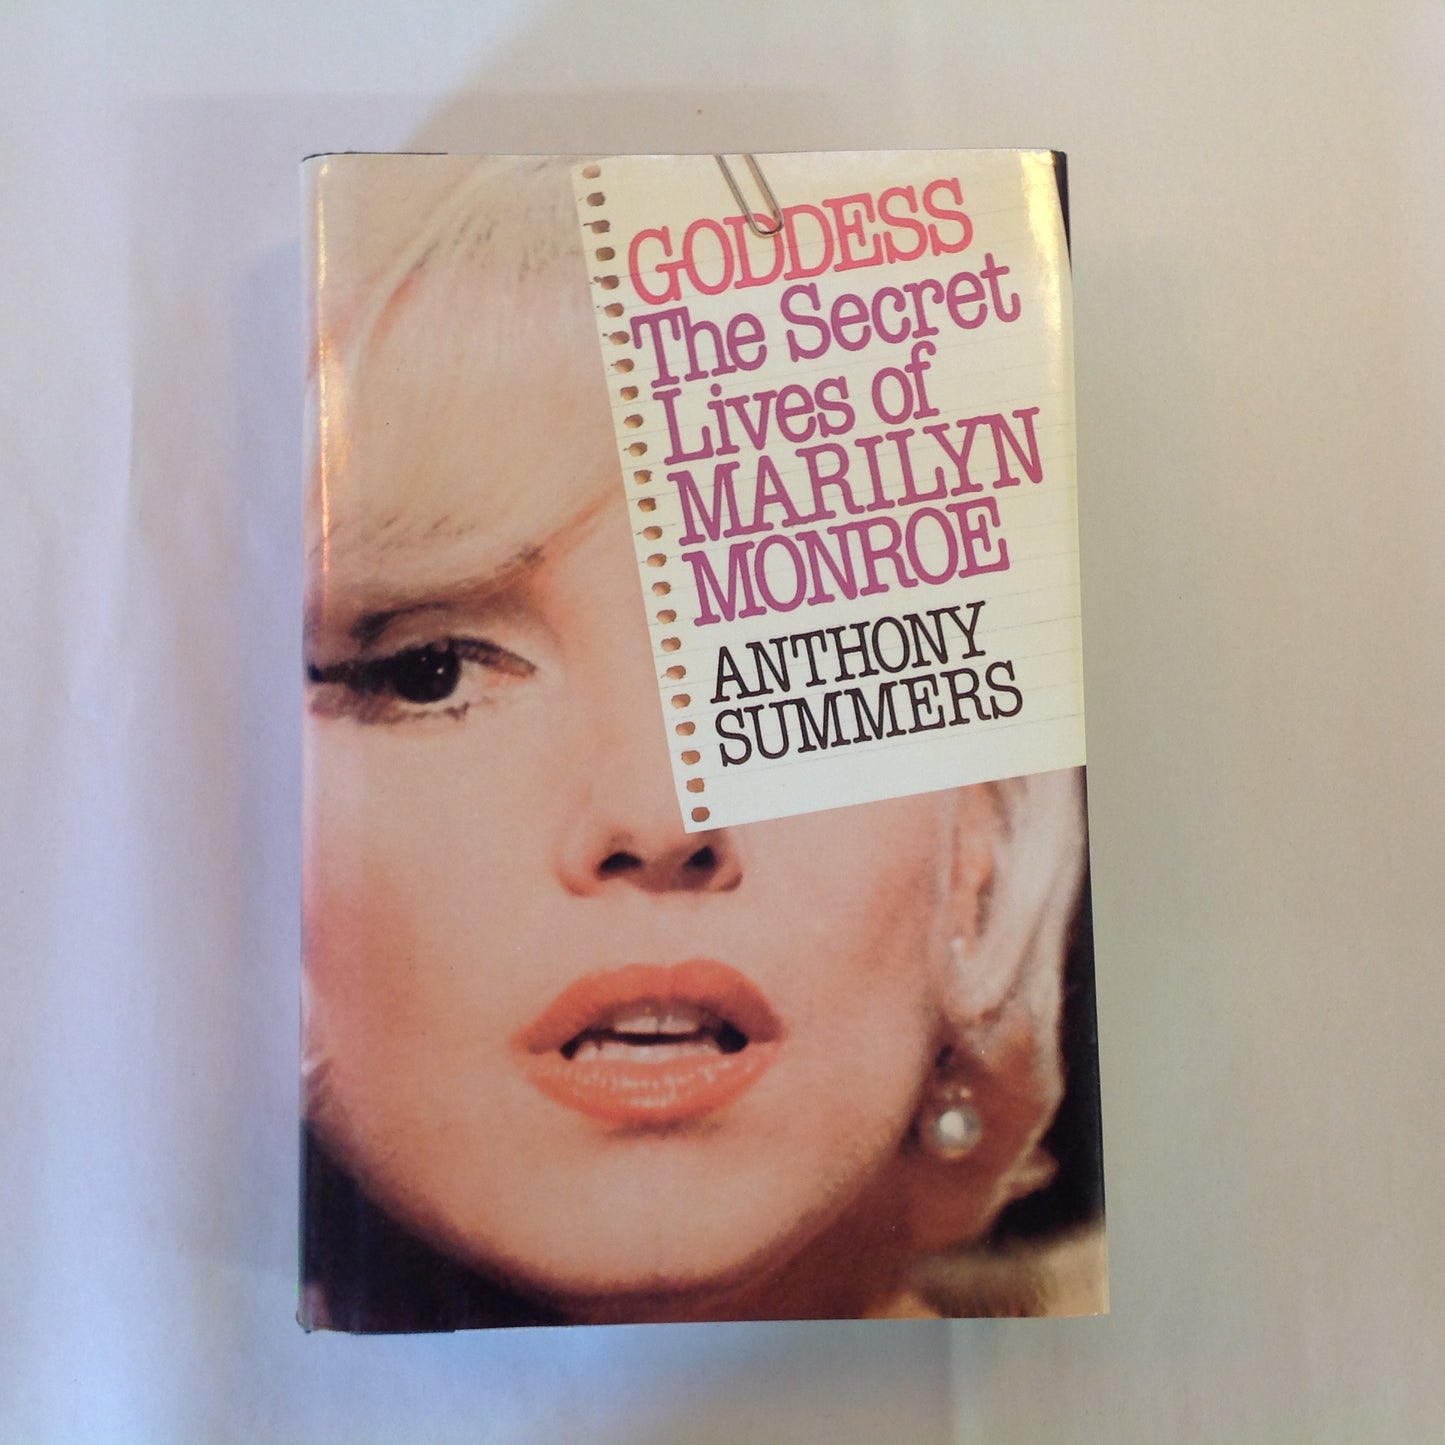 GODDESS
The Secret
Lives of
MARILYN
MONROE
ANTHONY
SUMMERS